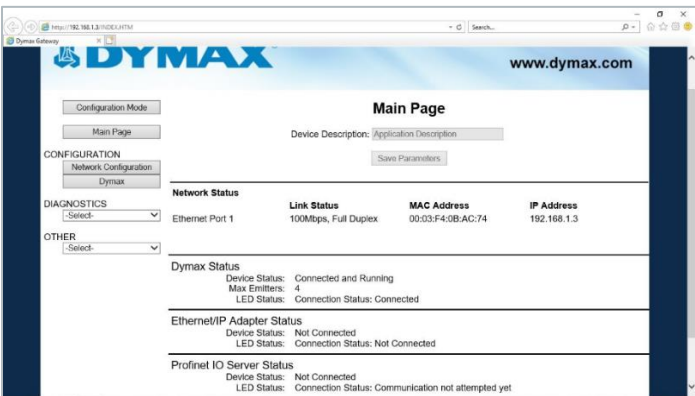 http://192.168.1.3/INDEX.HTM
Search...
Dymax Gateway
DYMAX
www.dymax.com
Configuration Mode
Main Page
CONFIGURATION
Network Configuration
Dymax
DIAGNOSTICS
-Select-
OTHER
-Select-
Main Page
Device Description: Application Description
Save Parameters
Network Status
Link Status MAC Address IP Address
Ethernet Port 1 100Mbps, Full Duplex 00:03:F4:0B:AC:74 192.168.1.3
Dymax Status
Device Status: Connected and Running
Max Emitters: 4
LED Status: Connection Status: Connected
Ethernet/IP Adapter Status
Device Status: Not Connected
LED Status: Connection Status: Not Connected
Profinet IO Server Status
Device Status: Not Connected
LED Status: Connection Status: Communication not attempted yet